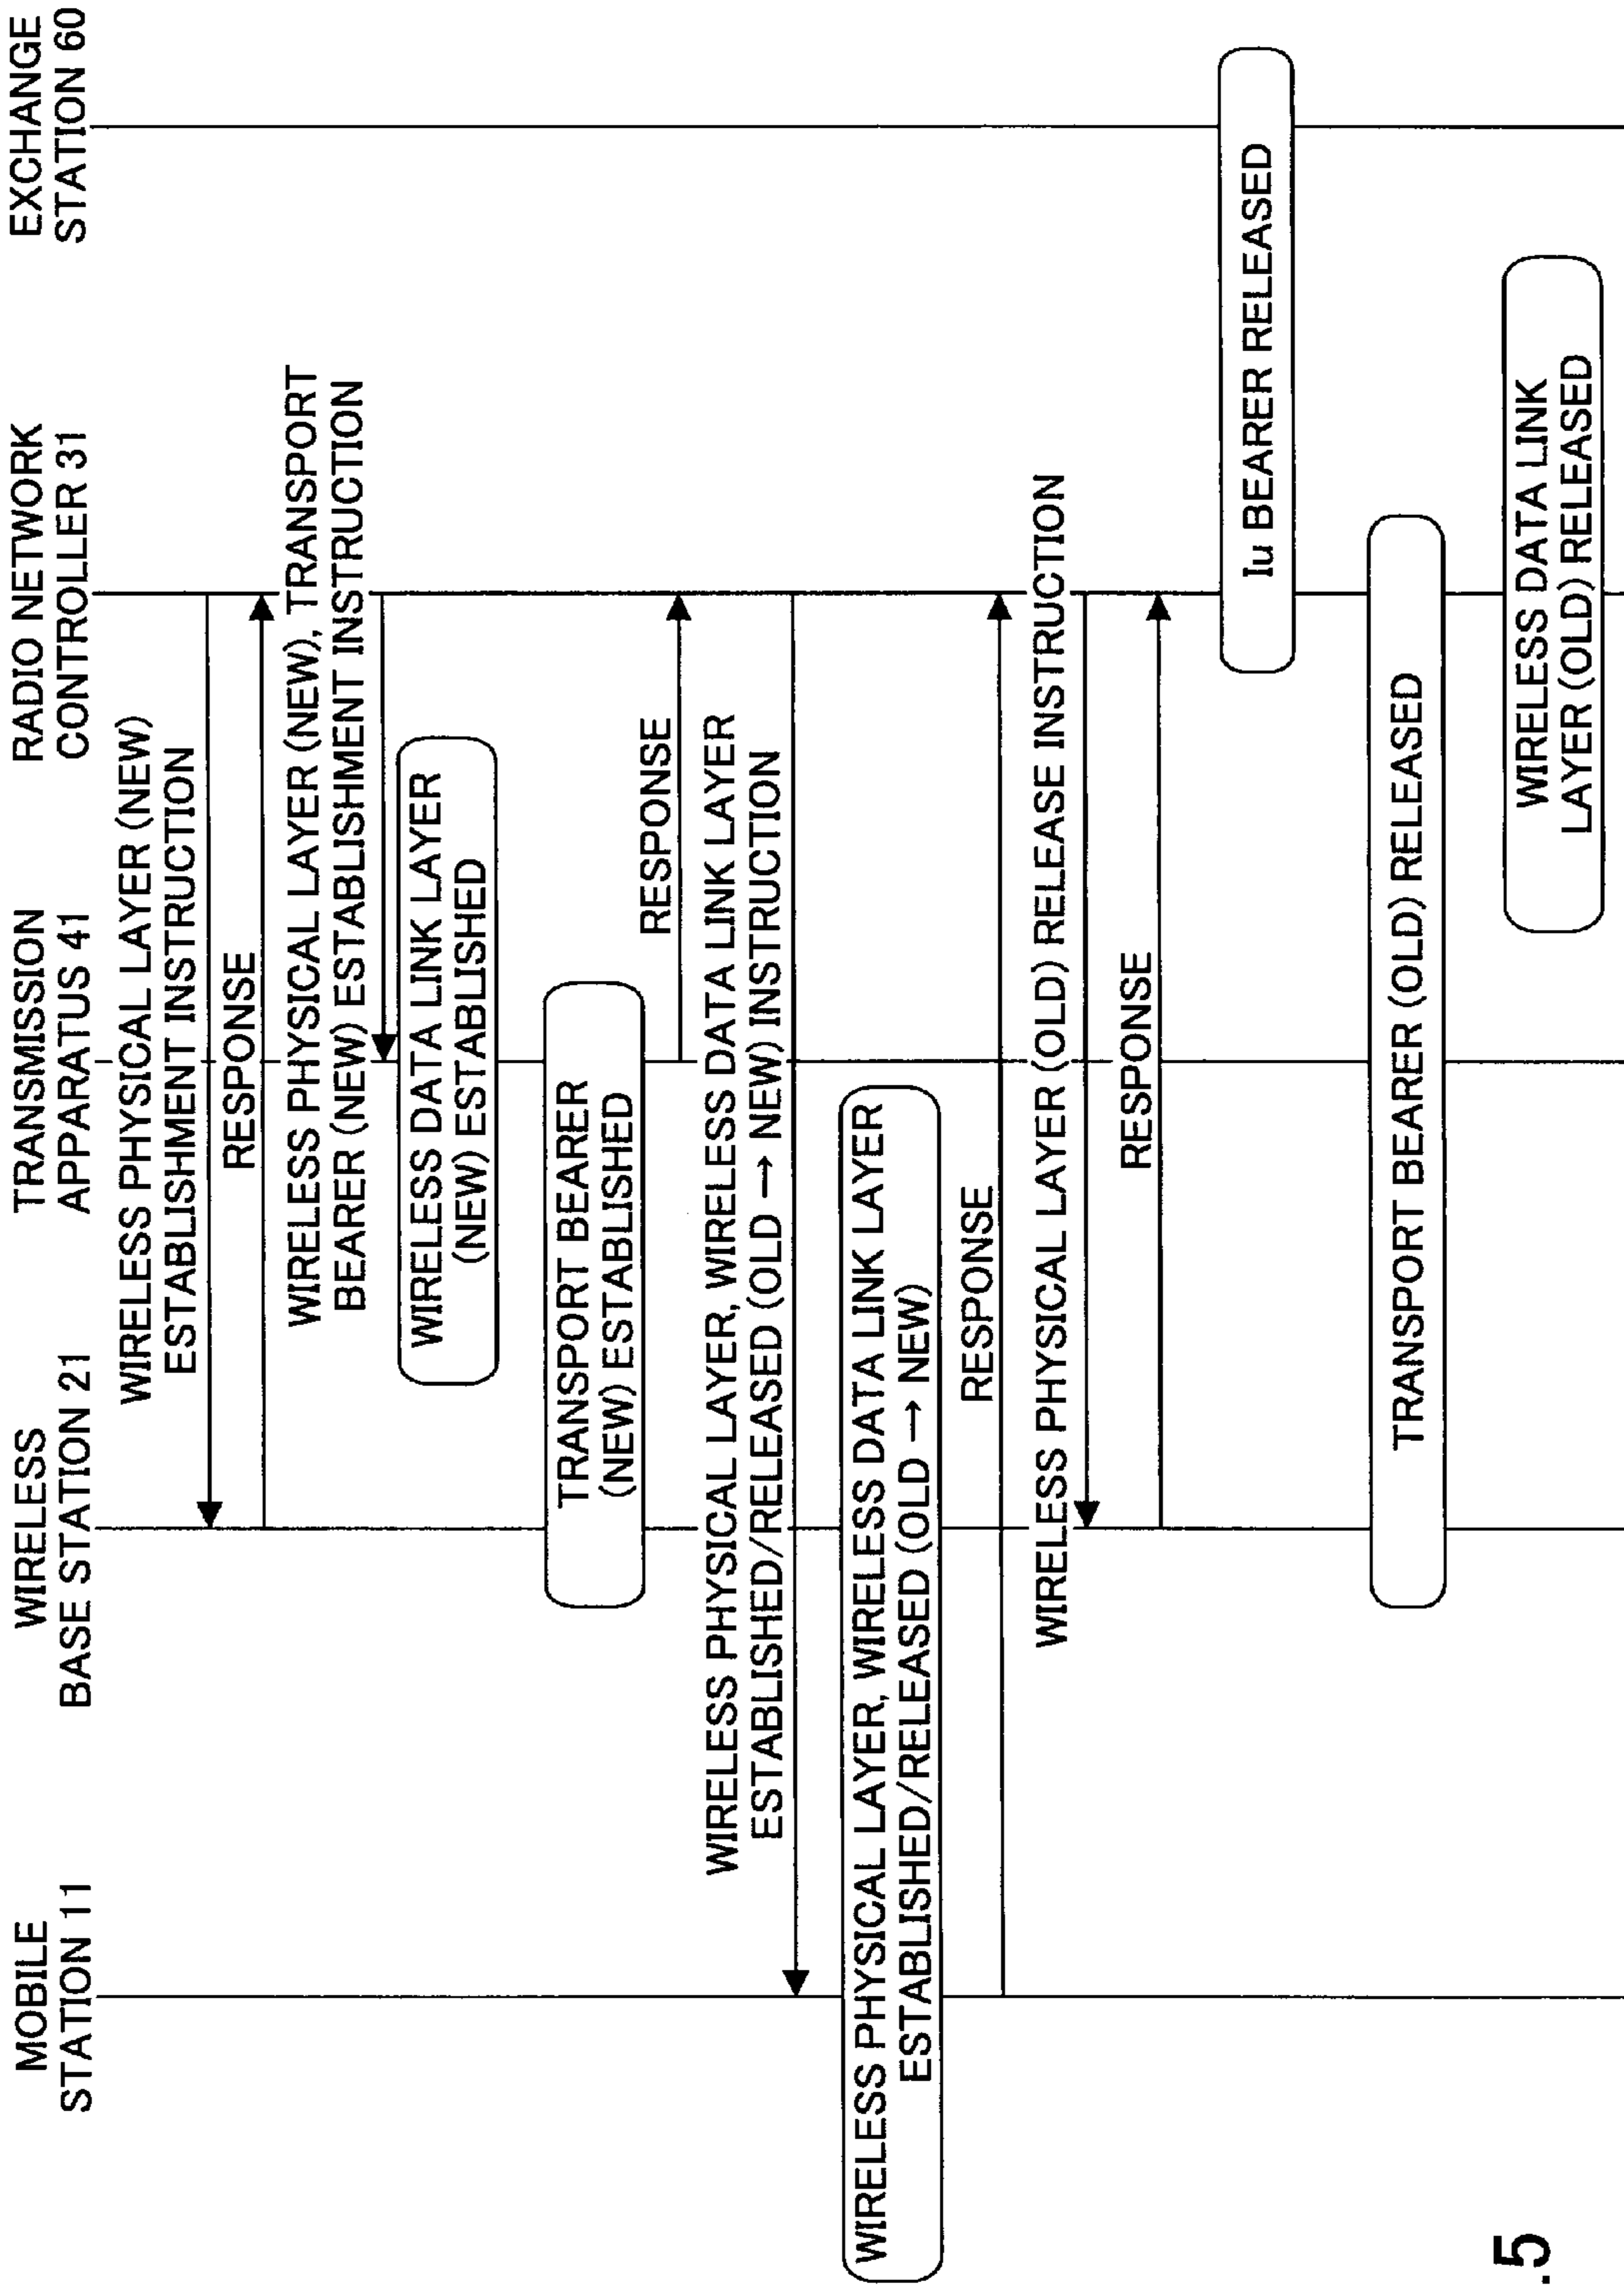 MOBILE
STATION 11
WIRELESS
BASE STATION 21
TRANSMISSION
APPARATUS 41
RADIO NETWORK
CONTROLLER 31
EXCHANGE
STATION 60
WIRELESS PHYSICAL LAYER (NEW)
ESTABLISHMENT INSTRUCTION
RESPONSE
WIRELESS PHYSICAL LAYER (NEW), TRANSPORT
BEARER (NEW) ESTABLISHMENT INSTRUCTION
WIRELESS DATA LINK LAYER
(NEW) ESTABLISHED
TRANSPORT BEARER
(NEW) ESTABLISHED
RESPONSE
WIRELESS PHYSICAL LAYER, WIRELESS DATA LINK LAYER
ESTABLISHED/RELEASED (OLD → NEW) INSTRUCTION
WIRELESS PHYSICAL LAYER, WIRELESS DATA LINK LAYER
ESTABLISHED/RELEASED (OLD → NEW)
RESPONSE
WIRELESS PHYSICAL LAYER (OLD) RELEASE INSTRUCTION
RESPONSE
Iu BEARER RELEASED
TRANSPORT BEARER (OLD) RELEASED
WIRELESS DATA LINK
LAYER (OLD) RELEASED
.5